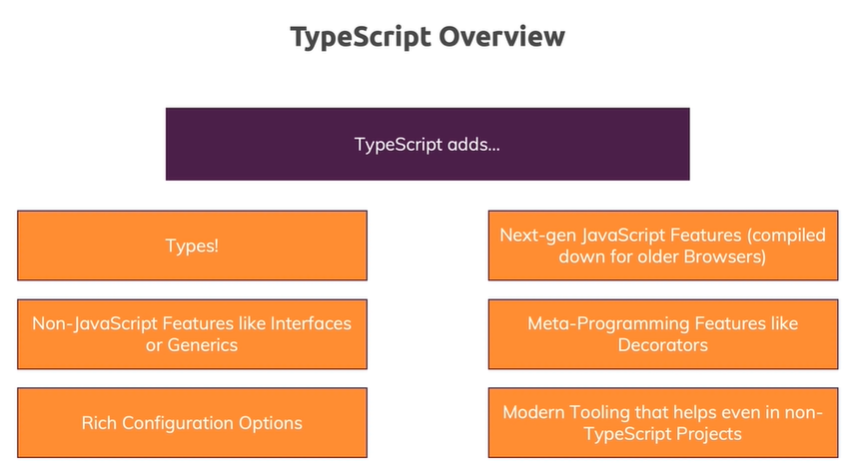 TypeScript Overview
TypeScript adds...
Types!
Next-gen JavaScript Features (compiled
down for older Browsers)
Non-JavaScript Features like Interfaces
or Generics
Meta-Programming Features like
Decorators
Rich Configuration Options
Modern Tooling that helps even in non-
TypeScript Projects